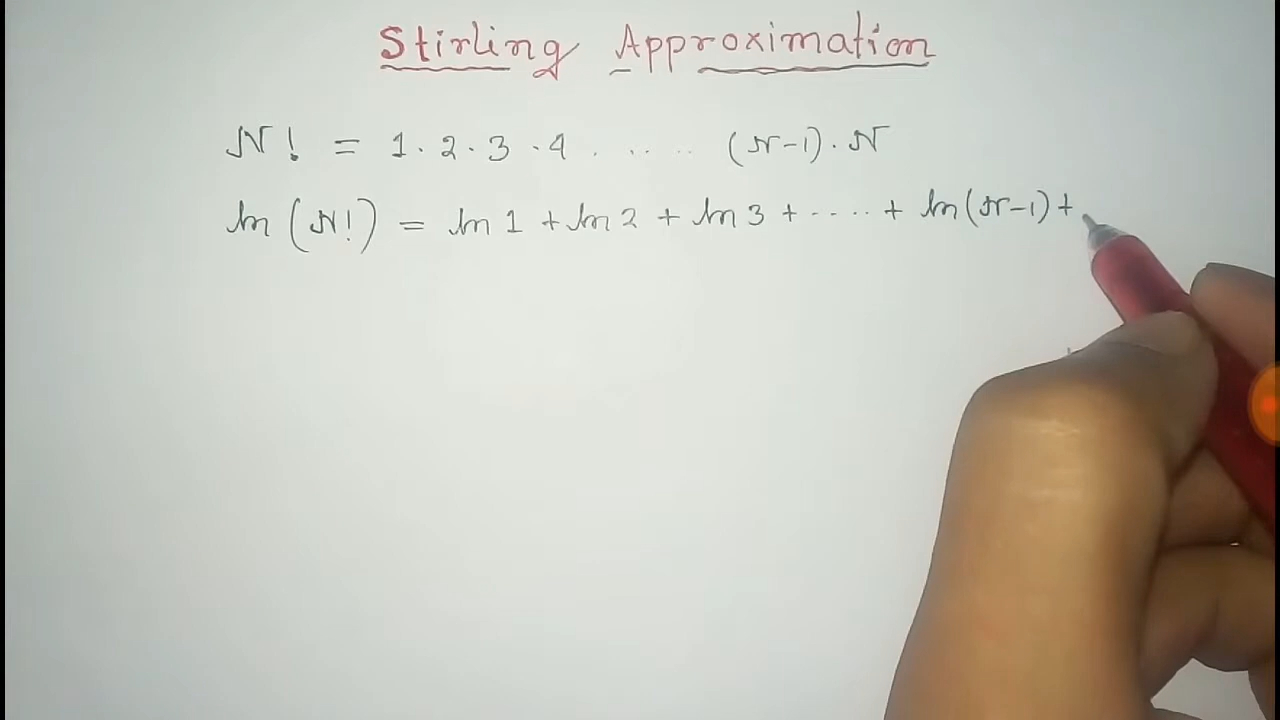 Stirling Approximation
N! = 1.2.3.4. ..... (N-1).N
ln (N!) = ln 1 + ln 2 + ln 3 + ..... + ln(N-1) +